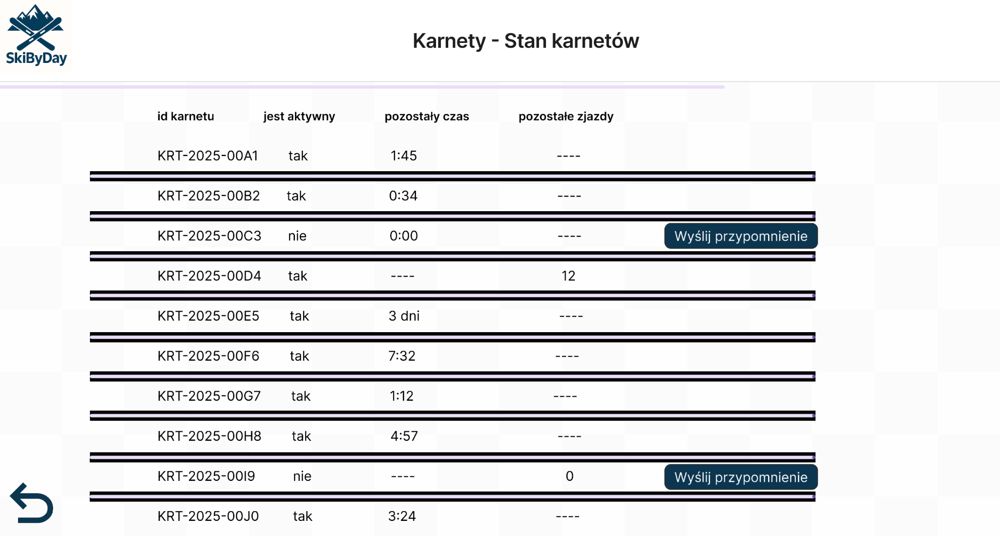 SkiByDay
Karnety - Stan karnetów
id karnetu jest aktywny pozostały czas pozostałe zjazdy
KRT-2025-00A1 tak 1:45 ----
KRT-2025-00B2 tak 0:34 ----
KRT-2025-00C3 nie 0:00 ---- Wyślij przypomnienie
KRT-2025-00D4 tak ---- 12
KRT-2025-00E5 tak 3 dni ----
KRT-2025-00F6 tak 7:32 ----
KRT-2025-00G7 tak 1:12 ----
KRT-2025-00H8 tak 4:57 ----
KRT-2025-00I9 nie ---- 0 Wyślij przypomnienie
KRT-2025-00J0 tak 3:24 ----